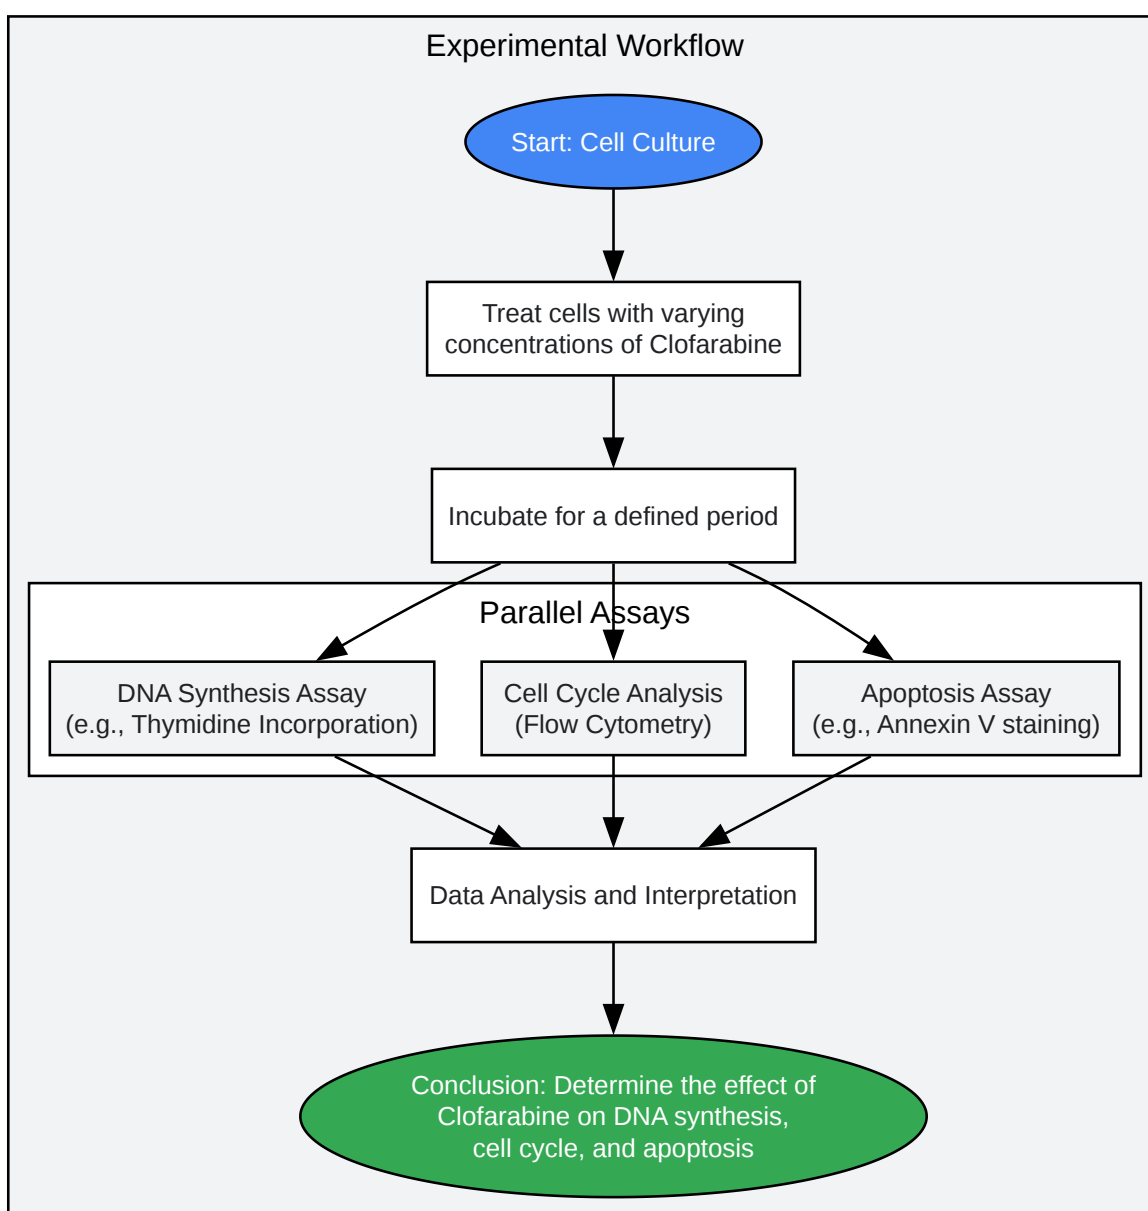 Experimental Workflow
Start: Cell Culture
Treat cells with varying
concentrations of Clofarabine
Incubate for a defined period
Parallel Assays
DNA Synthesis Assay
(e.g., Thymidine Incorporation)
Cell Cycle Analysis
(Flow Cytometry)
Apoptosis Assay
(e.g., Annexin V staining)
Data Analysis and Interpretation
Conclusion: Determine the effect of
Clofarabine on DNA synthesis,
cell cycle, and apoptosis